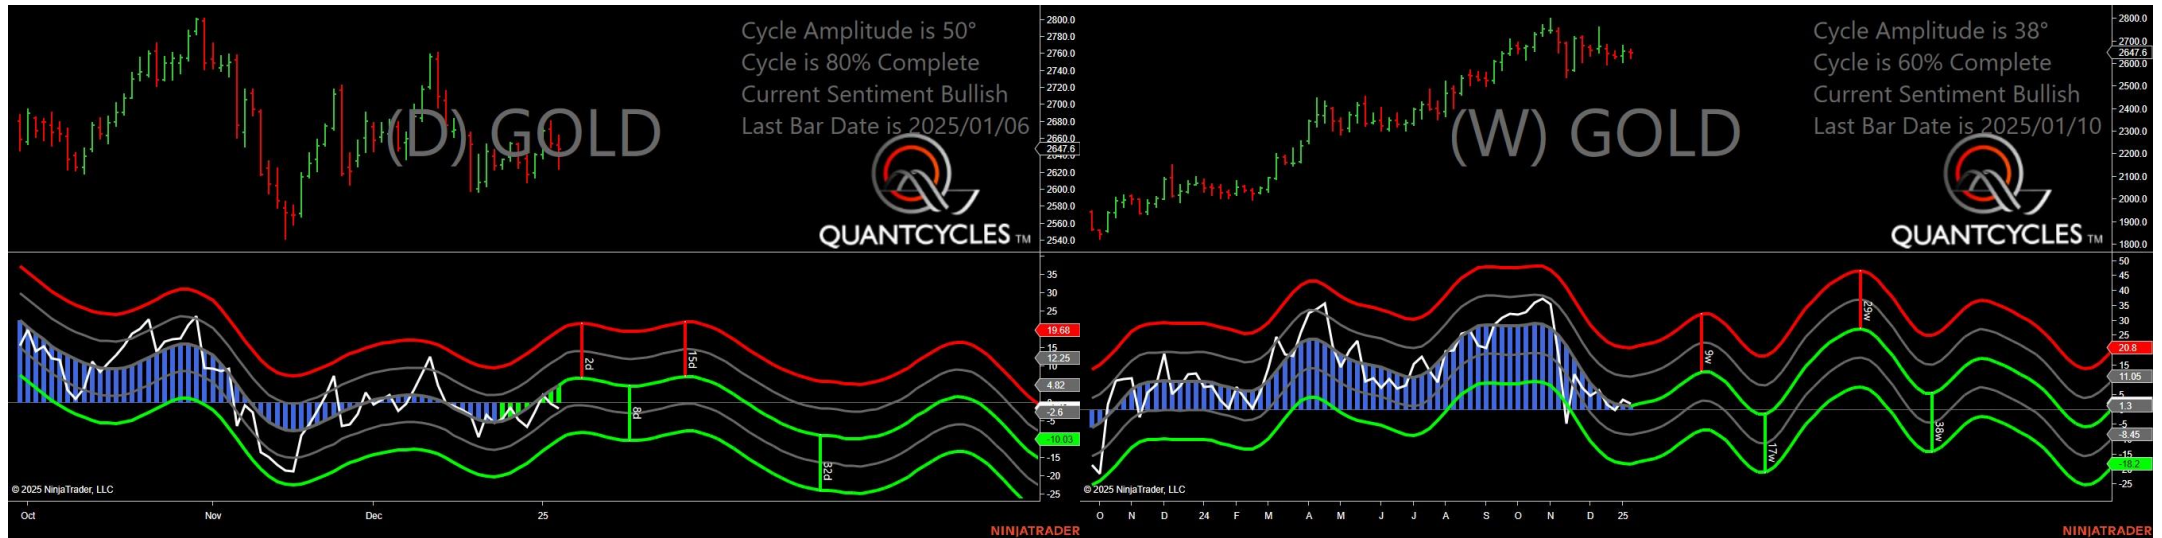 Cycle Amplitude is 50°
Cycle is 80% Complete
Current Sentiment Bullish
Last Bar Date is 2025/01/06
(D) GOLD
QUANTCYCLES TM
2800.0
2780.0
2760.0
2740.0
2720.0
2700.0
2680.0
2660.0
2647.6
2640.0
2620.0
2600.0
2580.0
2560.0
2540.0
35
30
25
19.68
15
12.25
10
4.82
0
-2.6
-5
-10.03
-15
-20
-25
2d
8d
15d
32d
© 2025 NinjaTrader, LLC
Oct
Nov
Dec
25
NINJATRADER
Cycle Amplitude is 38°
Cycle is 60% Complete
Current Sentiment Bullish
Last Bar Date is 2025/01/10
(W) GOLD
QUANTCYCLES TM
2800.0
2700.0
2647.6
2600.0
2500.0
2400.0
2300.0
2200.0
2100.0
2000.0
1900.0
1800.0
50
45
40
35
30
25
20.8
15
11.05
5
1.3
-5
-8.45
-15
-18.2
-25
9w
17w
29w
38w
© 2025 NinjaTrader, LLC
O N D 24 F M A M J J A S O N D 25
NINJATRADER